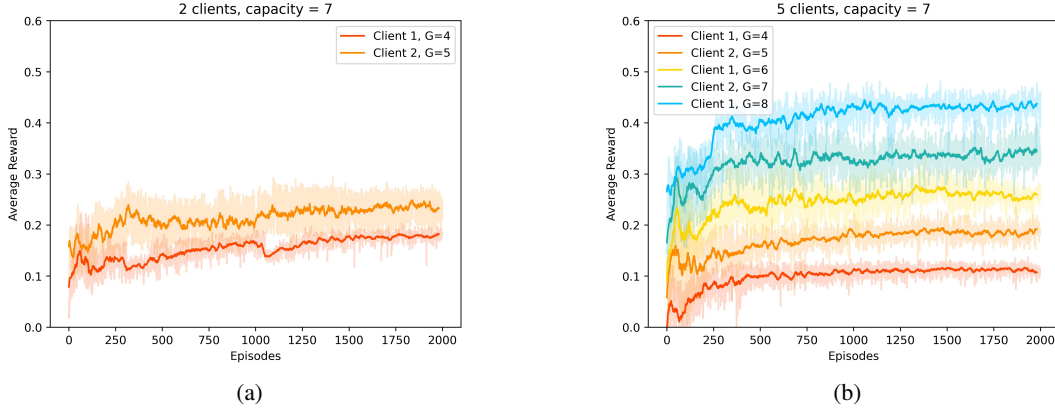 2 clients, capacity = 7
Client 1, G=4
Client 2, G=5
0.6
0.5
0.4
0.3
0.2
0.1
0.0
Average Reward
0 250 500 750 1000 1250 1500 1750 2000
Episodes
(a)
5 clients, capacity = 7
Client 1, G=4
Client 2, G=5
Client 1, G=6
Client 2, G=7
Client 1, G=8
0.6
0.5
0.4
0.3
0.2
0.1
0.0
Average Reward
0 250 500 750 1000 1250 1500 1750 2000
Episodes
(b)